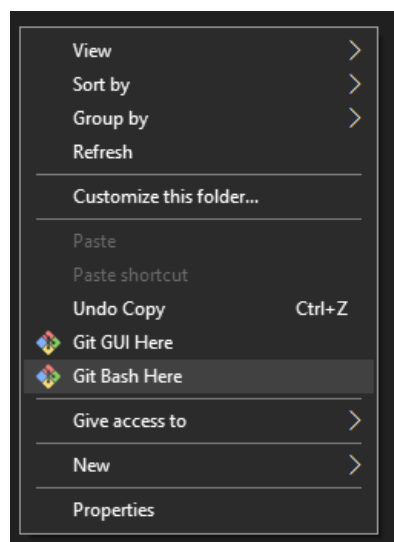 View
Sort by
Group by
Refresh
Customize this folder...
Paste
Paste shortcut
Undo Copy Ctrl+Z
Git GUI Here
Git Bash Here
Give access to
New
Properties